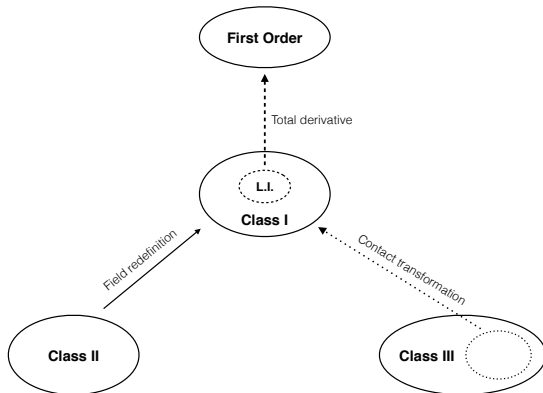 First Order
Total derivative
L.I.
Class I
Field redefinition
Contact transformation
Class II
Class III